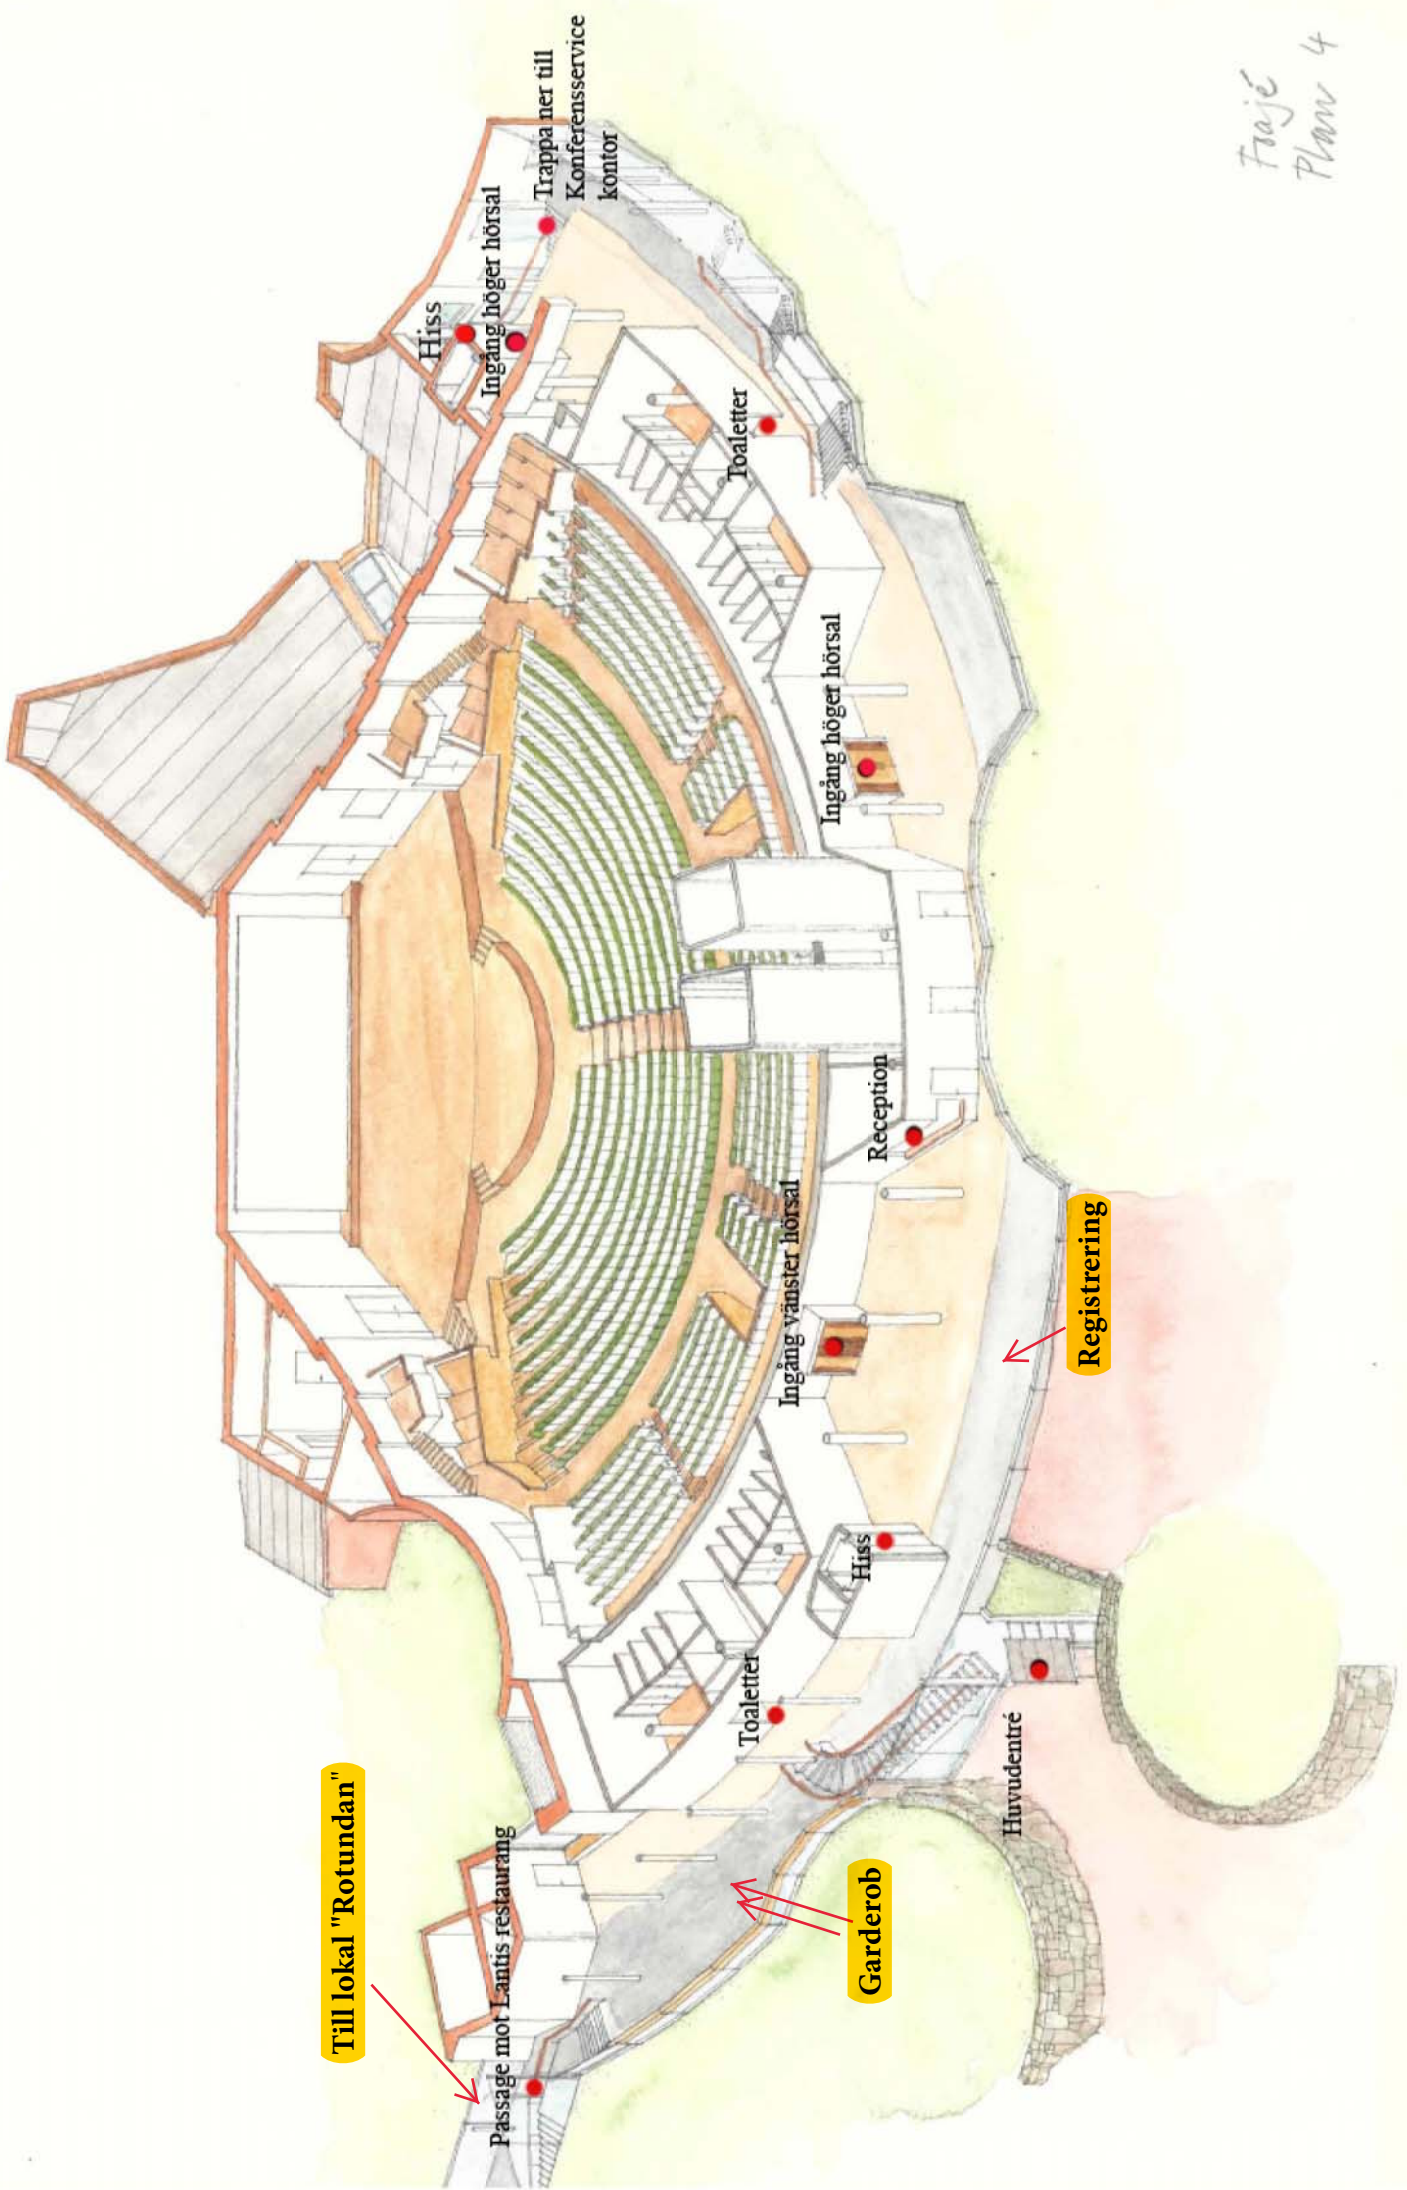 Till lokal "Rotundan"
Passage mot Lantis restaurang
Garderob
Toaletter
Huvudentré
Hiss
Ingång vänster hörsal
Registrering
Reception
Ingång höger hörsal
Toaletter
Hiss
Ingång höger hörsal
Trappa ner till
Konferensservice
kontor
Foajé
Plan 4